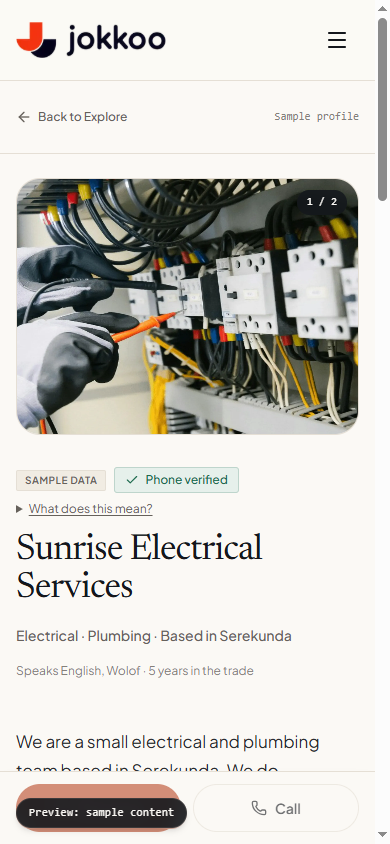 jokkoo
Back to Explore
Sample profile
1 / 2
SAMPLE DATA
Phone verified
What does this mean?
Sunrise Electrical
Services
Electrical · Plumbing · Based in Serekunda
Speaks English, Wolof · 5 years in the trade
We are a small electrical and plumbing
team based in Serekunda. We do
Preview: sample content
Call